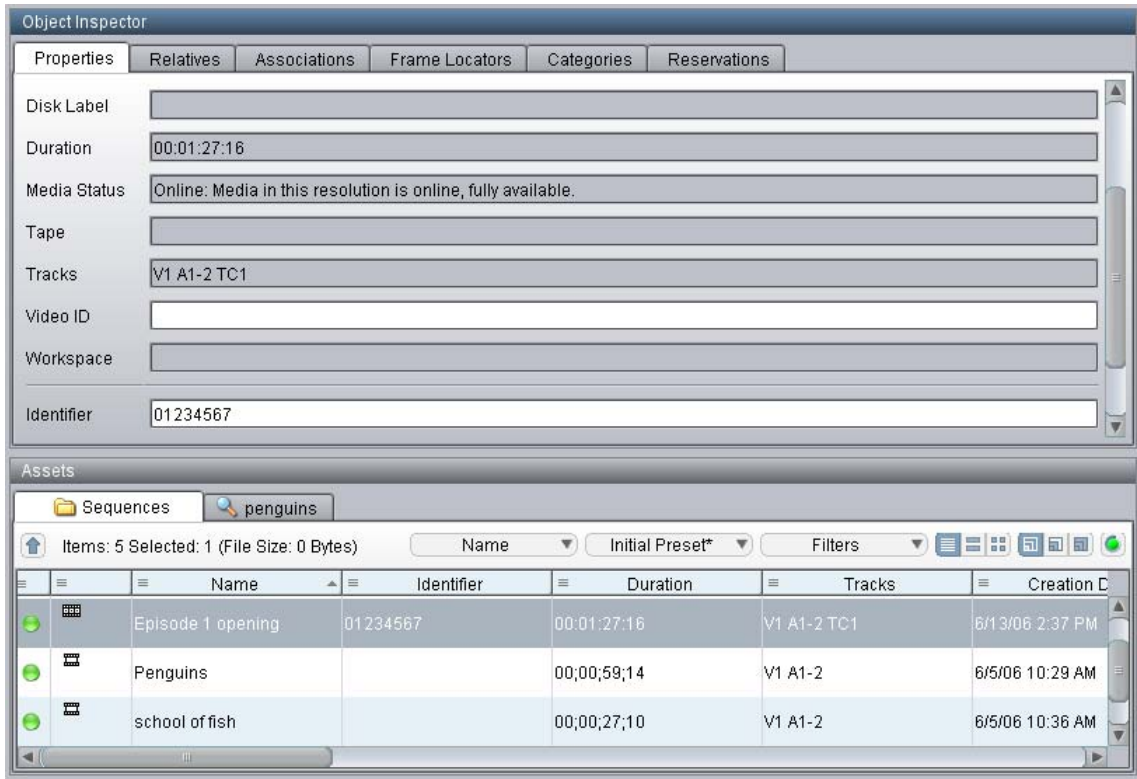 Object Inspector
Properties Relatives Associations Frame Locators Categories Reservations
Disk Label
Duration 00:01:27:16
Media Status Online: Media in this resolution is online, fully available.
Tape
Tracks V1 A1-2 TC1
Video ID
Workspace
Identifier 01234567
Assets
Sequences penguins
Items: 5 Selected: 1 (File Size: 0 Bytes) Name Initial Preset* Filters
Name Identifier Duration Tracks Creation D
Episode 1 opening 01234567 00:01:27:16 V1 A1-2 TC1 6/13/06 2:37 PM
Penguins 00;00;59;14 V1 A1-2 6/5/06 10:29 AM
school of fish 00;00;27;10 V1 A1-2 6/5/06 10:36 AM